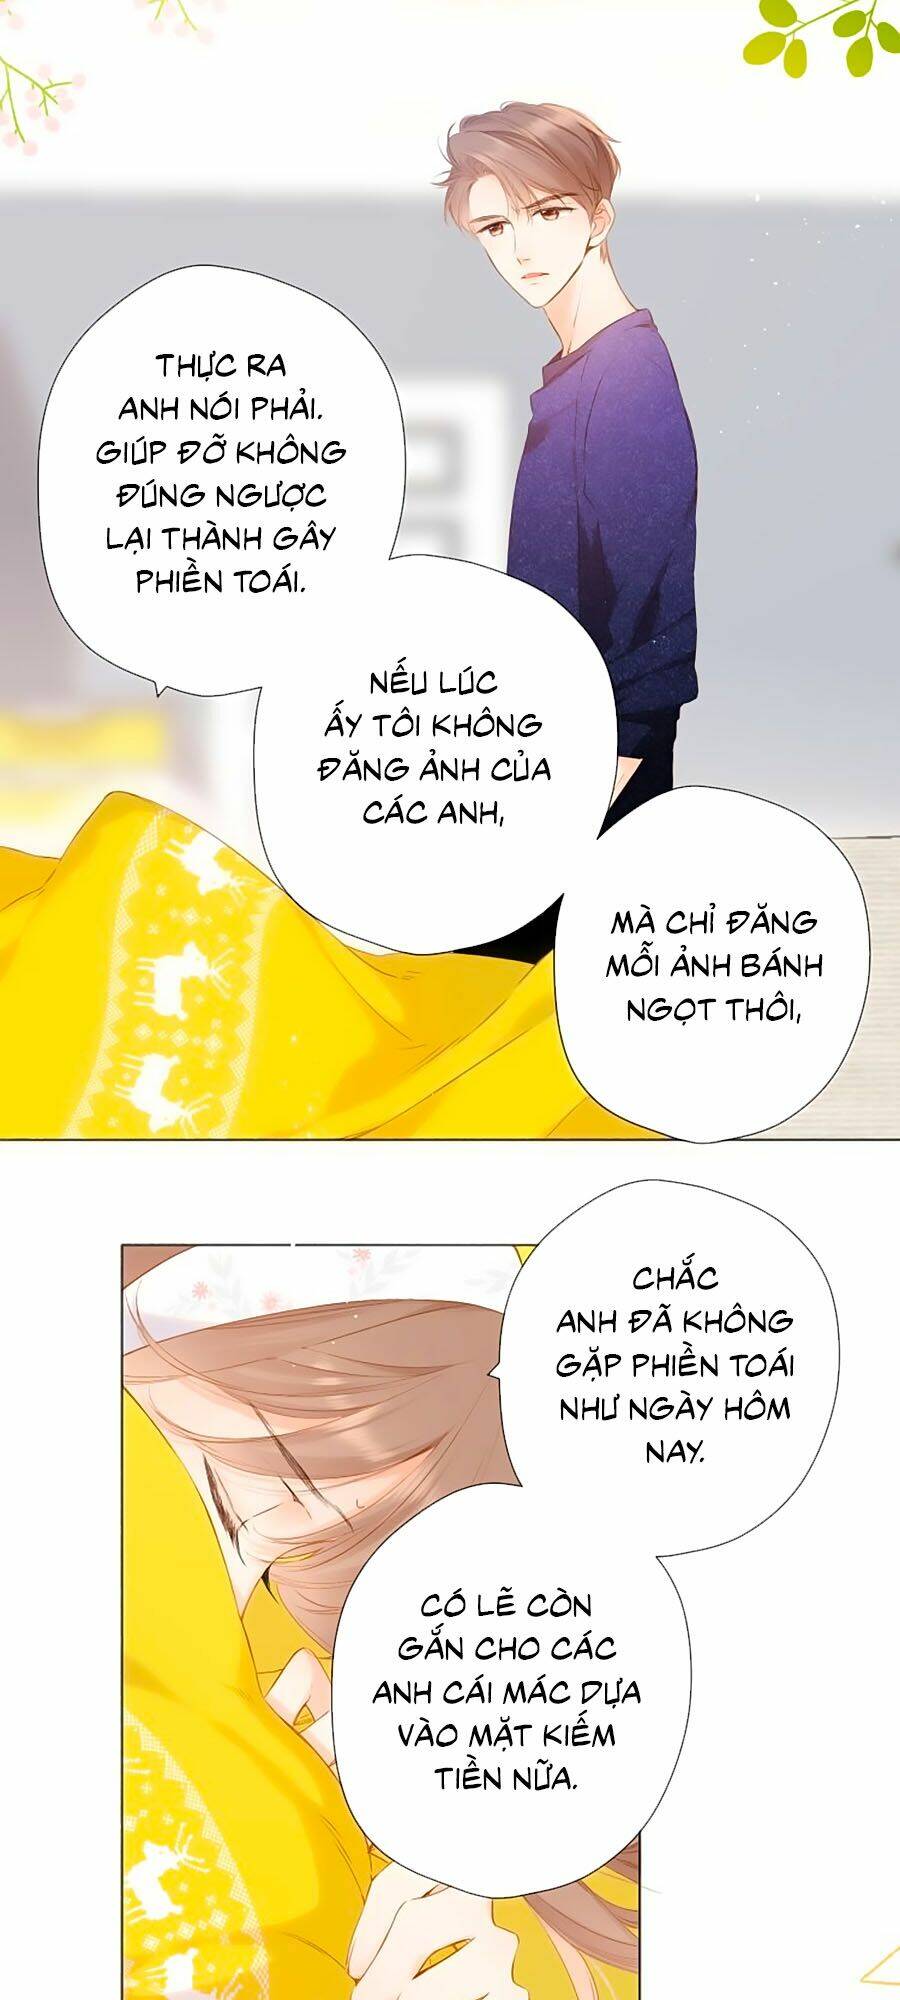 THỰC RA
ANH NÓI PHẢI.
GIÚP ĐỠ KHÔNG
ĐÚNG NGƯỢC
LẠI THÀNH GÂY
PHIỀN TOÁI.
NẾU LÚC
ẤY TÔI KHÔNG
ĐĂNG ẢNH CỦA
CÁC ANH,
MÀ CHỈ ĐĂNG
MỖI ẢNH BÁNH
NGỌT THÔI,
CHẮC
ANH ĐÃ KHÔNG
GẶP PHIỀN TOÁI
NHƯ NGÀY HÔM
NAY.
CÓ LẼ CÒN
GẮN CHO CÁC
ANH CÁI MÁC DỰA
VÀO MẶT KIẾM
TIỀN NỮA.